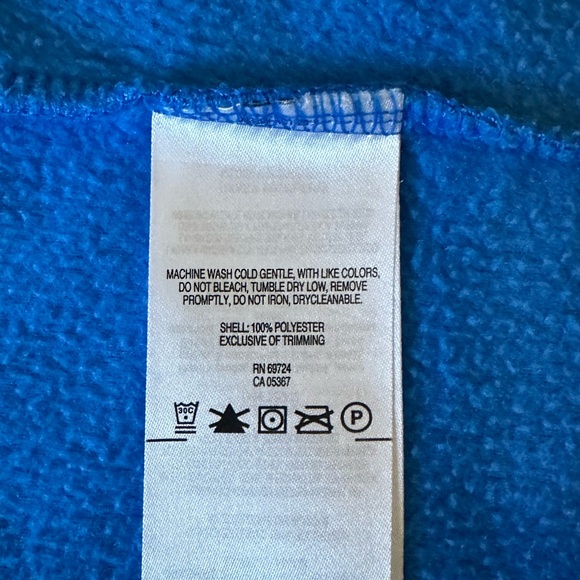 MACHINE WASH COLD GENTLE, WITH LIKE COLORS,
DO NOT BLEACH, TUMBLE DRY LOW, REMOVE
PROMPTLY, DO NOT IRON, DRYCLEANABLE.
SHELL: 100% POLYESTER
EXCLUSIVE OF TRIMMING
RN 69724
CA 05367
30C P